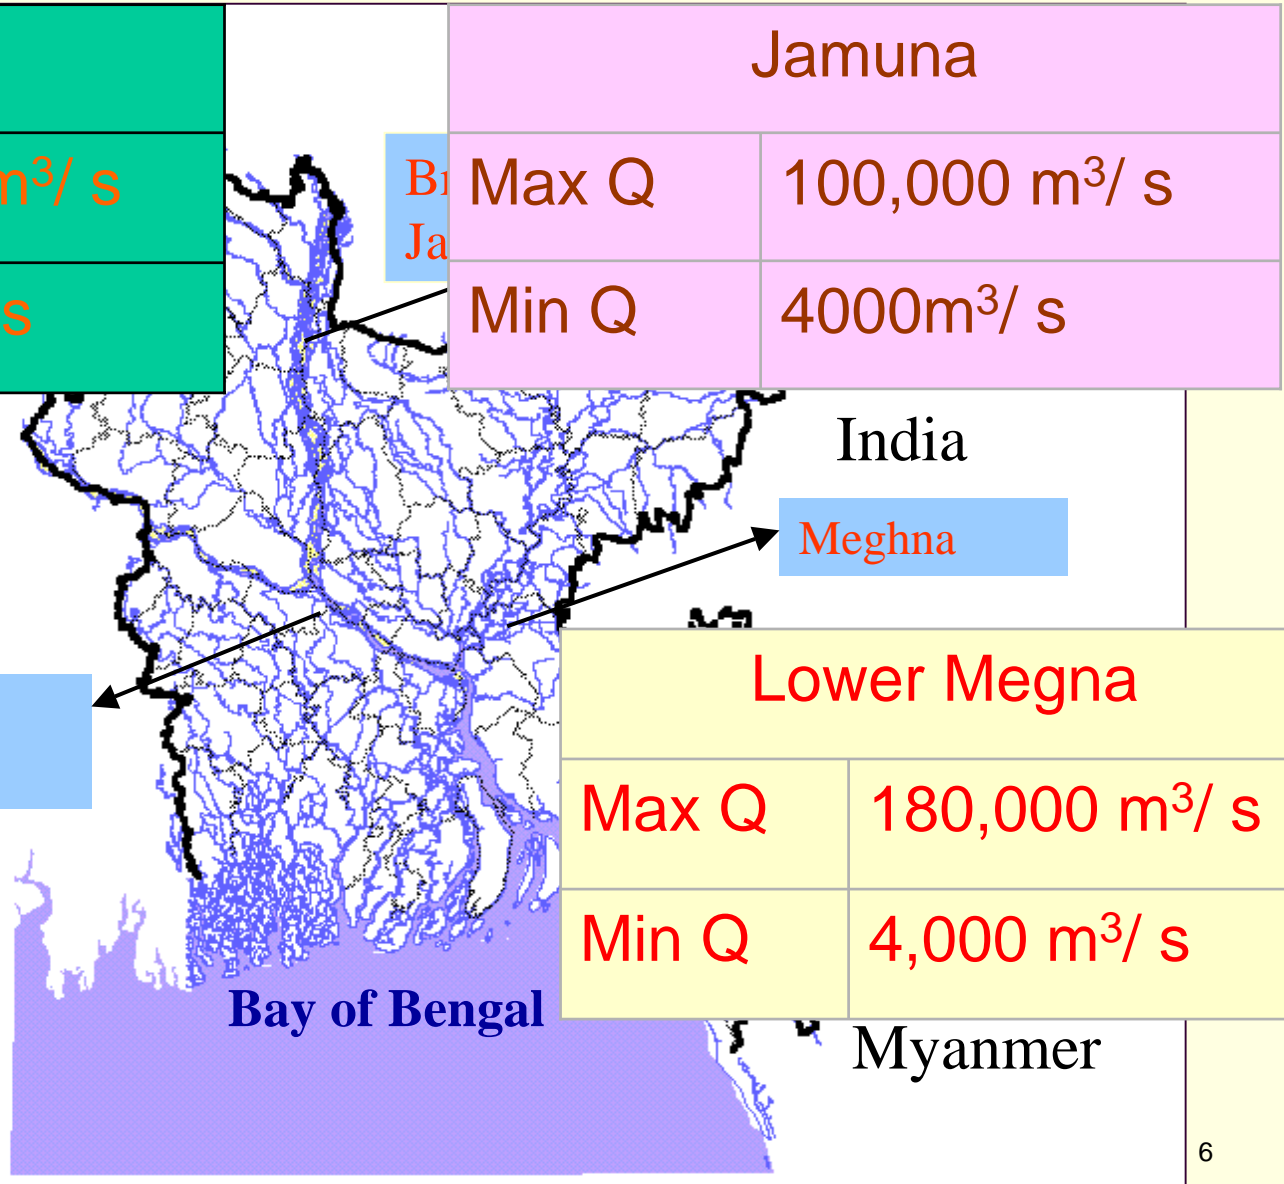 Jamuna
m³/ s
Max Q 100,000 m³/ s
s
Min Q 4000m³/ s
India
Meghna
Lower Megna
Max Q 180,000 m³/ s
Min Q 4,000 m³/ s
Bay of Bengal
Myanmer
6